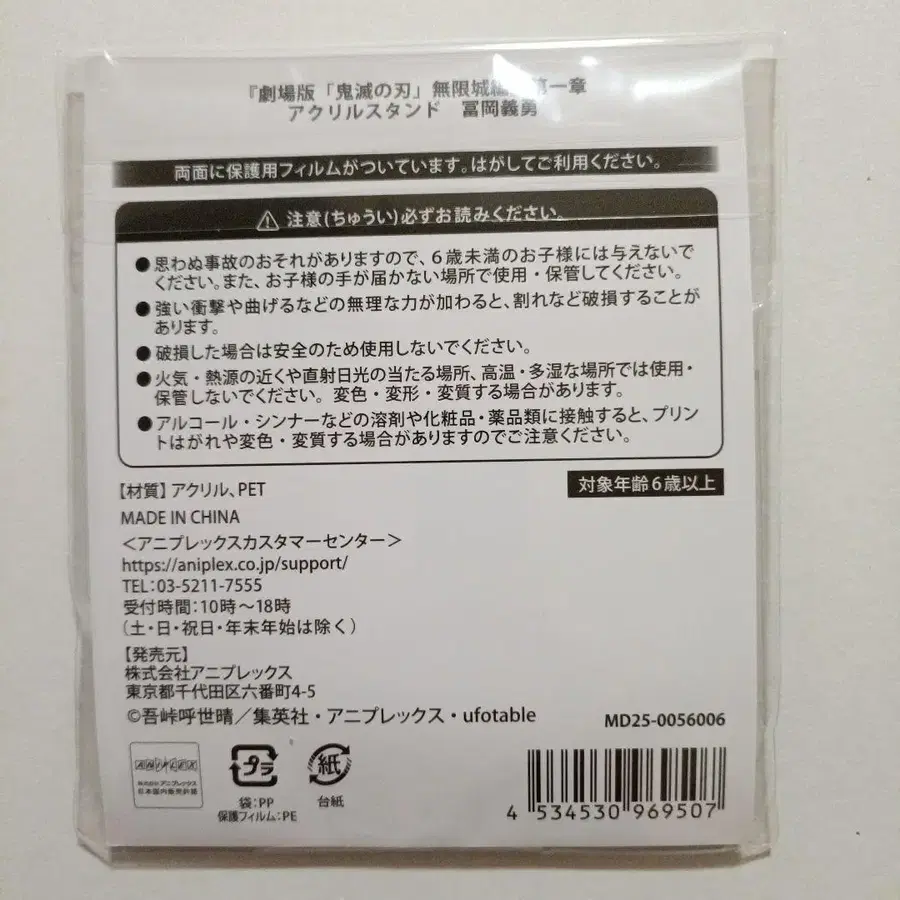 『劇場版「鬼滅の刃」無限城編』第一章
アクリルスタンド 冨岡義勇
両面に保護用フィルムがついています。はがしてご利用ください。
注意(ちゅうい)必ずお読みください。
●思わぬ事故のおそれがありますので、6歳未満のお子様には与えないで
ください。また、お子様の手が届かない場所で使用・保管してください。
●強い衝撃や曲げるなどの無理な力が加わると、割れなど破損することが
あります。
●破損した場合は安全のため使用しないでください。
●火気・熱源の近くや直射日光の当たる場所、高温・多湿な場所では使用・
保管しないでください。変色・変形・変質する場合があります。
●アルコール・シンナーなどの溶剤や化粧品・薬品類に接触すると、プリン
トはがれや変色・変質する場合がありますのでご注意ください。
【材質】アクリル、PET
対象年齢6歳以上
MADE IN CHINA
＜アニプレックスカスタマーセンター＞
https://aniplex.co.jp/support/
TEL:03-5211-7555
受付時間:10時～18時
(土・日・祝日・年末年始は除く)
【発売元】
株式会社アニプレックス
東京都千代田区六番町4-5
©吾峠呼世晴／集英社・アニプレックス・ufotable
MD25-0056006
ANIPLEX
株式会社アニプレックス
日本国内販売許諾
プラ
袋:PP
保護フィルム:PE
紙
台紙
4 534530 969507